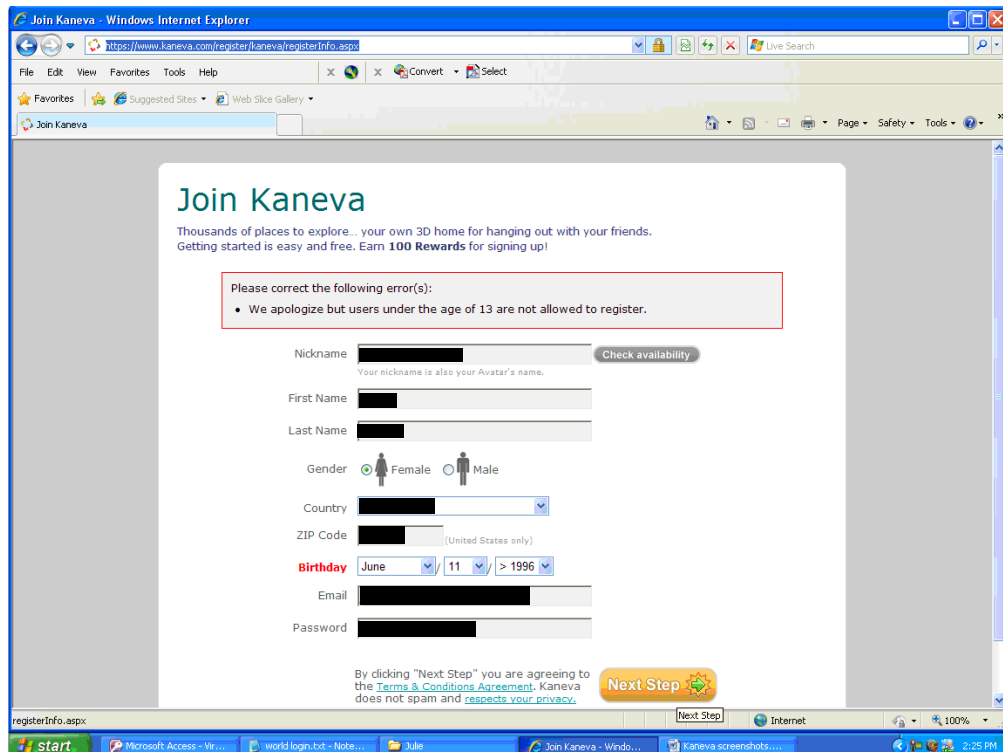 Join Kaneva - Windows Internet Explorer
https://www.kaneva.com/register/kaneva/registerInfo.aspx
Live Search
File Edit View Favorites Tools Help
x x Convert Select
Favorites Suggested Sites Web Slice Gallery
Join Kaneva
Page Safety Tools
Join Kaneva
Thousands of places to explore... your own 3D home for hanging out with your friends.
Getting started is easy and free. Earn 100 Rewards for signing up!
Please correct the following error(s):
• We apologize but users under the age of 13 are not allowed to register.
Nickname Check availability
Your nickname is also your Avatar's name.
First Name
Last Name
Gender Female Male
Country
ZIP Code (United States only)
Birthday June / 11 / > 1996
Email
Password
By clicking "Next Step" you are agreeing to
the Terms & Conditions Agreement. Kaneva
does not spam and respects your privacy.
Next Step
Next Step
registerInfo.aspx Internet 100%
start Microsoft Access - Vir... world login.txt - Note... Julie Join Kaneva - Windo... Kaneva screenshots.... 2:25 PM